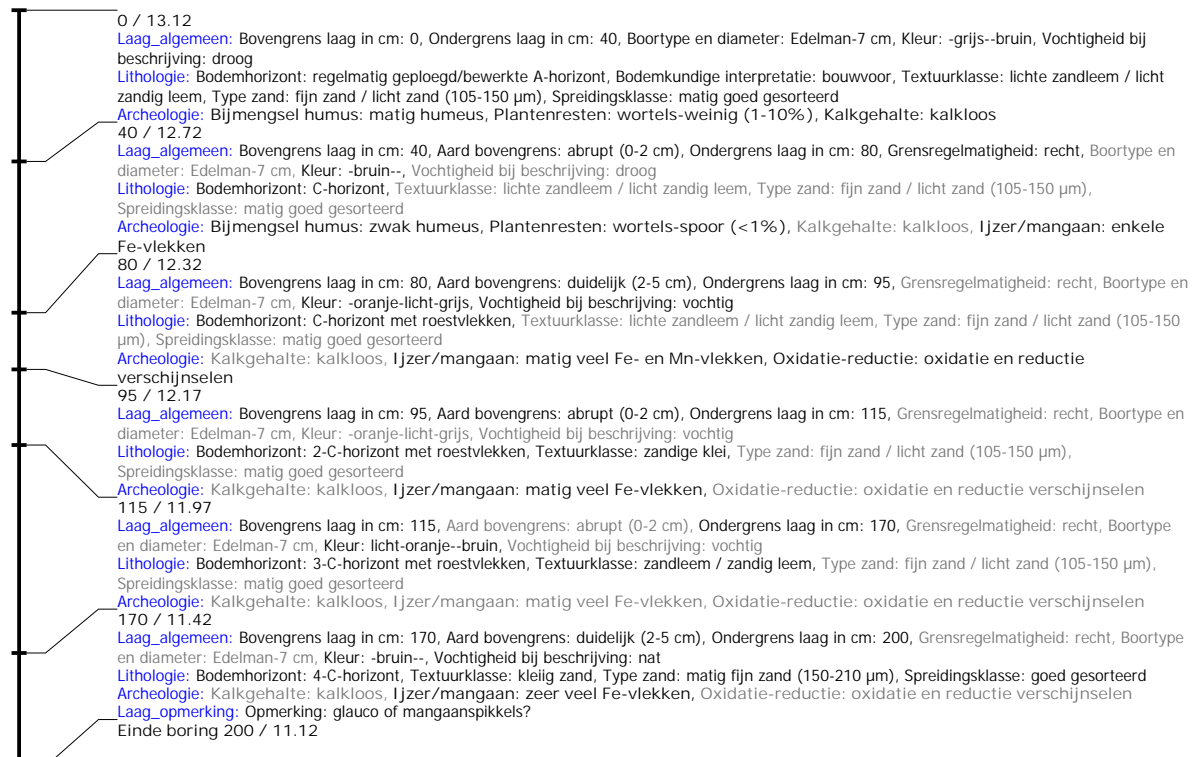 0 / 13.12
Laag_algemeen: Bovengrens laag in cm: 0, Ondergrens laag in cm: 40, Boortype en diameter: Edelman-7 cm, Kleur: -grijs--bruin, Vochtigheid bij
beschrijving: droog
Lithologie: Bodemhorizont: regelmatig geploegd/bewerkte A-horizont, Bodemkundige interpretatie: bouwvoor, Textuurklasse: lichte zandleem / licht
zandig leem, Type zand: fijn zand / licht zand (105-150 µm), Spreidingsklasse: matig goed gesorteerd
Archeologie: Bijmengsel humus: matig humeus, Plantenresten: wortels-weinig (1-10%), Kalkgehalte: kalkloos
40 / 12.72
Laag_algemeen: Bovengrens laag in cm: 40, Aard bovengrens: abrupt (0-2 cm), Ondergrens laag in cm: 80, Grensregelmatigheid: recht, Boortype en
diameter: Edelman-7 cm, Kleur: -bruin--, Vochtigheid bij beschrijving: droog
Lithologie: Bodemhorizont: C-horizont, Textuurklasse: lichte zandleem / licht zandig leem, Type zand: fijn zand / licht zand (105-150 µm),
Spreidingsklasse: matig goed gesorteerd
Archeologie: Bijmengsel humus: zwak humeus, Plantenresten: wortels-spoor (<1%), Kalkgehalte: kalkloos, Ijzer/mangaan: enkele
Fe-vlekken
80 / 12.32
Laag_algemeen: Bovengrens laag in cm: 80, Aard bovengrens: duidelijk (2-5 cm), Ondergrens laag in cm: 95, Grensregelmatigheid: recht, Boortype en
diameter: Edelman-7 cm, Kleur: -oranje-licht-grijs, Vochtigheid bij beschrijving: vochtig
Lithologie: Bodemhorizont: C-horizont met roestvlekken, Textuurklasse: lichte zandleem / licht zandig leem, Type zand: fijn zand / licht zand (105-150
µm), Spreidingsklasse: matig goed gesorteerd
Archeologie: Kalkgehalte: kalkloos, Ijzer/mangaan: matig veel Fe- en Mn-vlekken, Oxidatie-reductie: oxidatie en reductie
verschijnselen
95 / 12.17
Laag_algemeen: Bovengrens laag in cm: 95, Aard bovengrens: abrupt (0-2 cm), Ondergrens laag in cm: 115, Grensregelmatigheid: recht, Boortype en
diameter: Edelman-7 cm, Kleur: -oranje-licht-grijs, Vochtigheid bij beschrijving: vochtig
Lithologie: Bodemhorizont: 2-C-horizont met roestvlekken, Textuurklasse: zandige klei, Type zand: fijn zand / licht zand (105-150 µm),
Spreidingsklasse: matig goed gesorteerd
Archeologie: Kalkgehalte: kalkloos, Ijzer/mangaan: matig veel Fe-vlekken, Oxidatie-reductie: oxidatie en reductie verschijnselen
115 / 11.97
Laag_algemeen: Bovengrens laag in cm: 115, Aard bovengrens: abrupt (0-2 cm), Ondergrens laag in cm: 170, Grensregelmatigheid: recht, Boortype
en diameter: Edelman-7 cm, Kleur: licht-oranje--bruin, Vochtigheid bij beschrijving: vochtig
Lithologie: Bodemhorizont: 3-C-horizont met roestvlekken, Textuurklasse: zandleem / zandig leem, Type zand: fijn zand / licht zand (105-150 µm),
Spreidingsklasse: matig goed gesorteerd
Archeologie: Kalkgehalte: kalkloos, Ijzer/mangaan: matig veel Fe-vlekken, Oxidatie-reductie: oxidatie en reductie verschijnselen
170 / 11.42
Laag_algemeen: Bovengrens laag in cm: 170, Aard bovengrens: duidelijk (2-5 cm), Ondergrens laag in cm: 200, Grensregelmatigheid: recht, Boortype
en diameter: Edelman-7 cm, Kleur: -bruin--, Vochtigheid bij beschrijving: nat
Lithologie: Bodemhorizont: 4-C-horizont, Textuurklasse: kleiig zand, Type zand: matig fijn zand (150-210 µm), Spreidingsklasse: goed gesorteerd
Archeologie: Kalkgehalte: kalkloos, Ijzer/mangaan: zeer veel Fe-vlekken, Oxidatie-reductie: oxidatie en reductie verschijnselen
Laag_opmerking: Opmerking: glauco of mangaanspikkels?
Einde boring 200 / 11.12